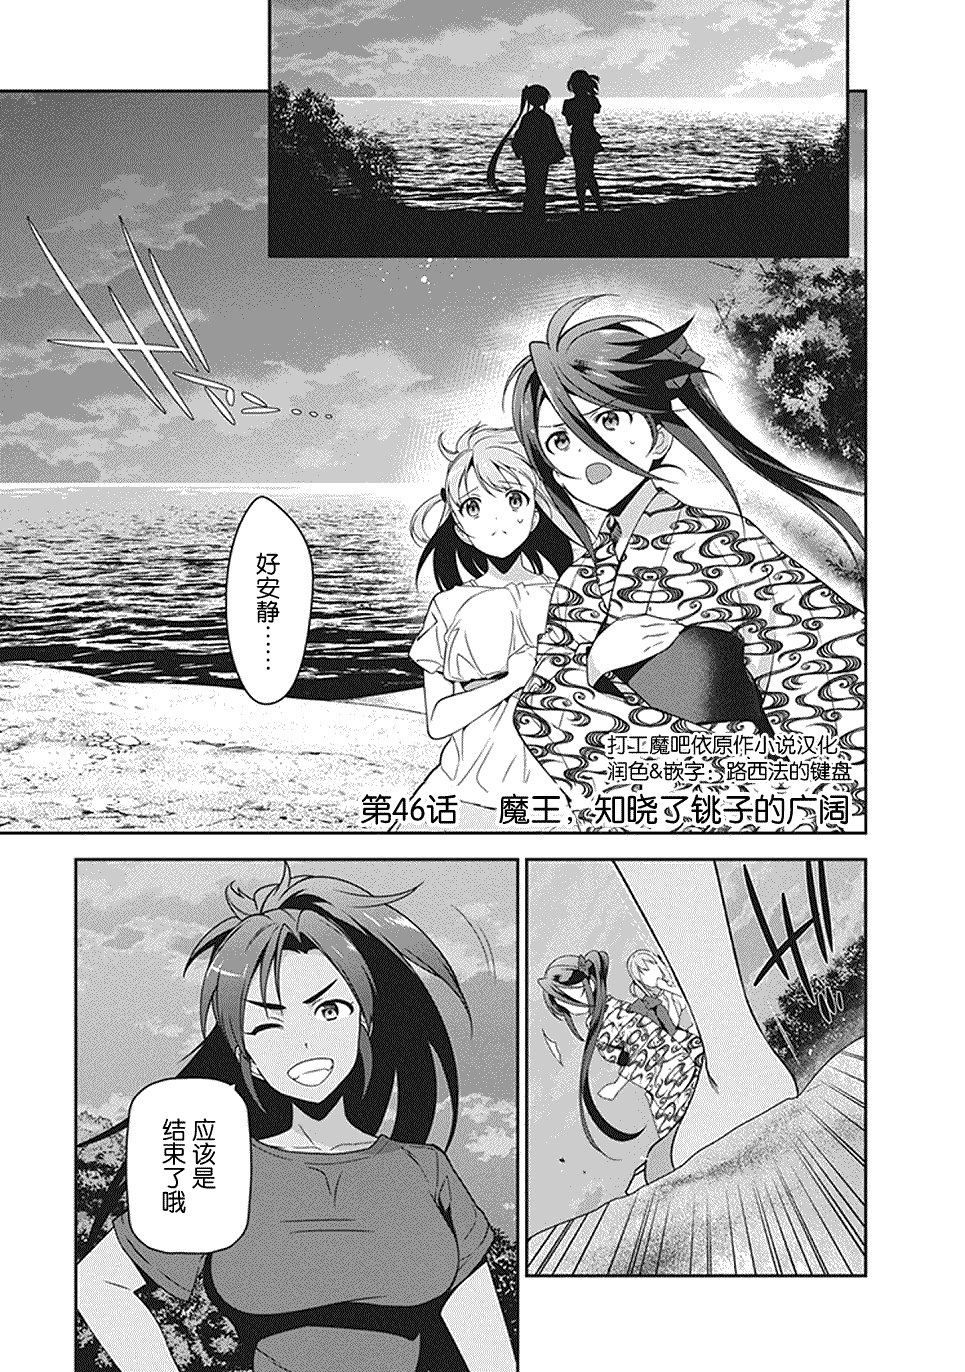 好安静……
打工魔吧依原作小说汉化
润色&嵌字：路西法的键盘
第46话　魔王，知晓了铫子的广阔
应该是
结束了哦